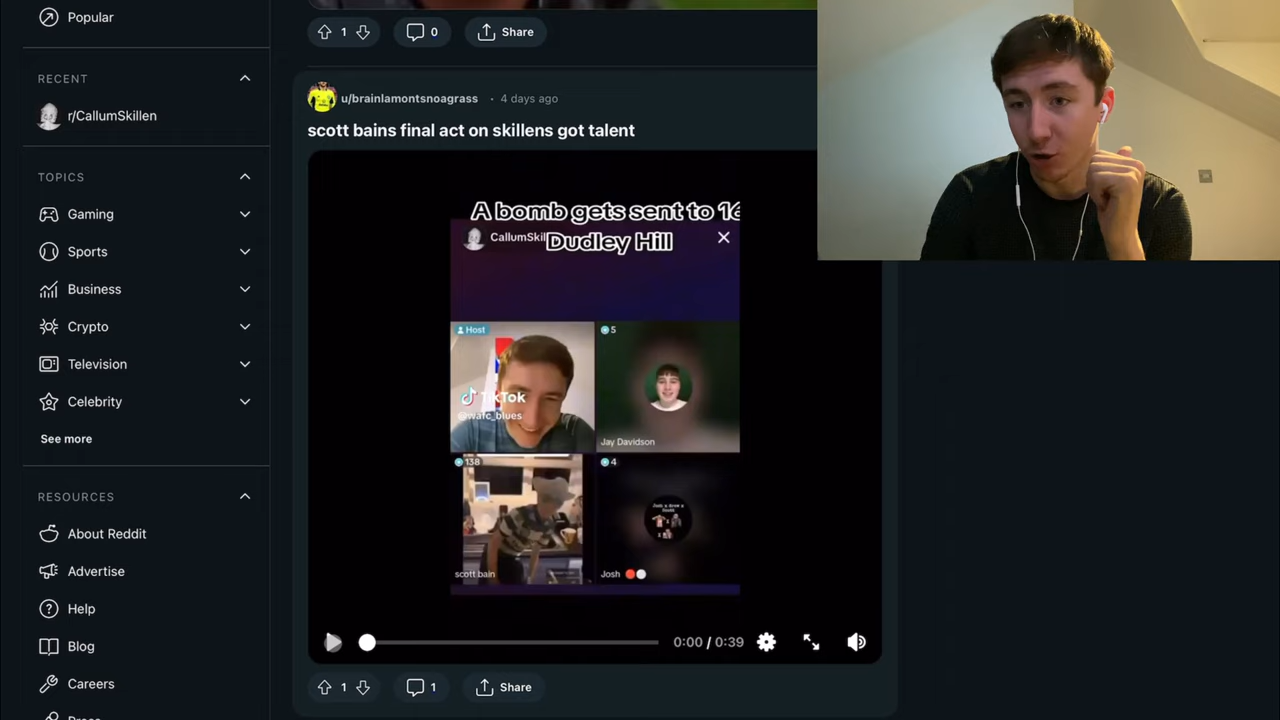 Popular
1
0
Share
RECENT
r/CallumSkillen
TOPICS
Gaming
Sports
Business
Crypto
Television
Celebrity
See more
RESOURCES
About Reddit
Advertise
Help
Blog
Careers
Press
u/brainlamontsnoagrass · 4 days ago
scott bains final act on skillens got talent
A bomb gets sent to 16
Dudley Hill
CallumSkil
Host
5
TikTok
@wafc_blues
Jay Davidson
138
4
scott bain
Josh
0:00 / 0:39
1
1
Share